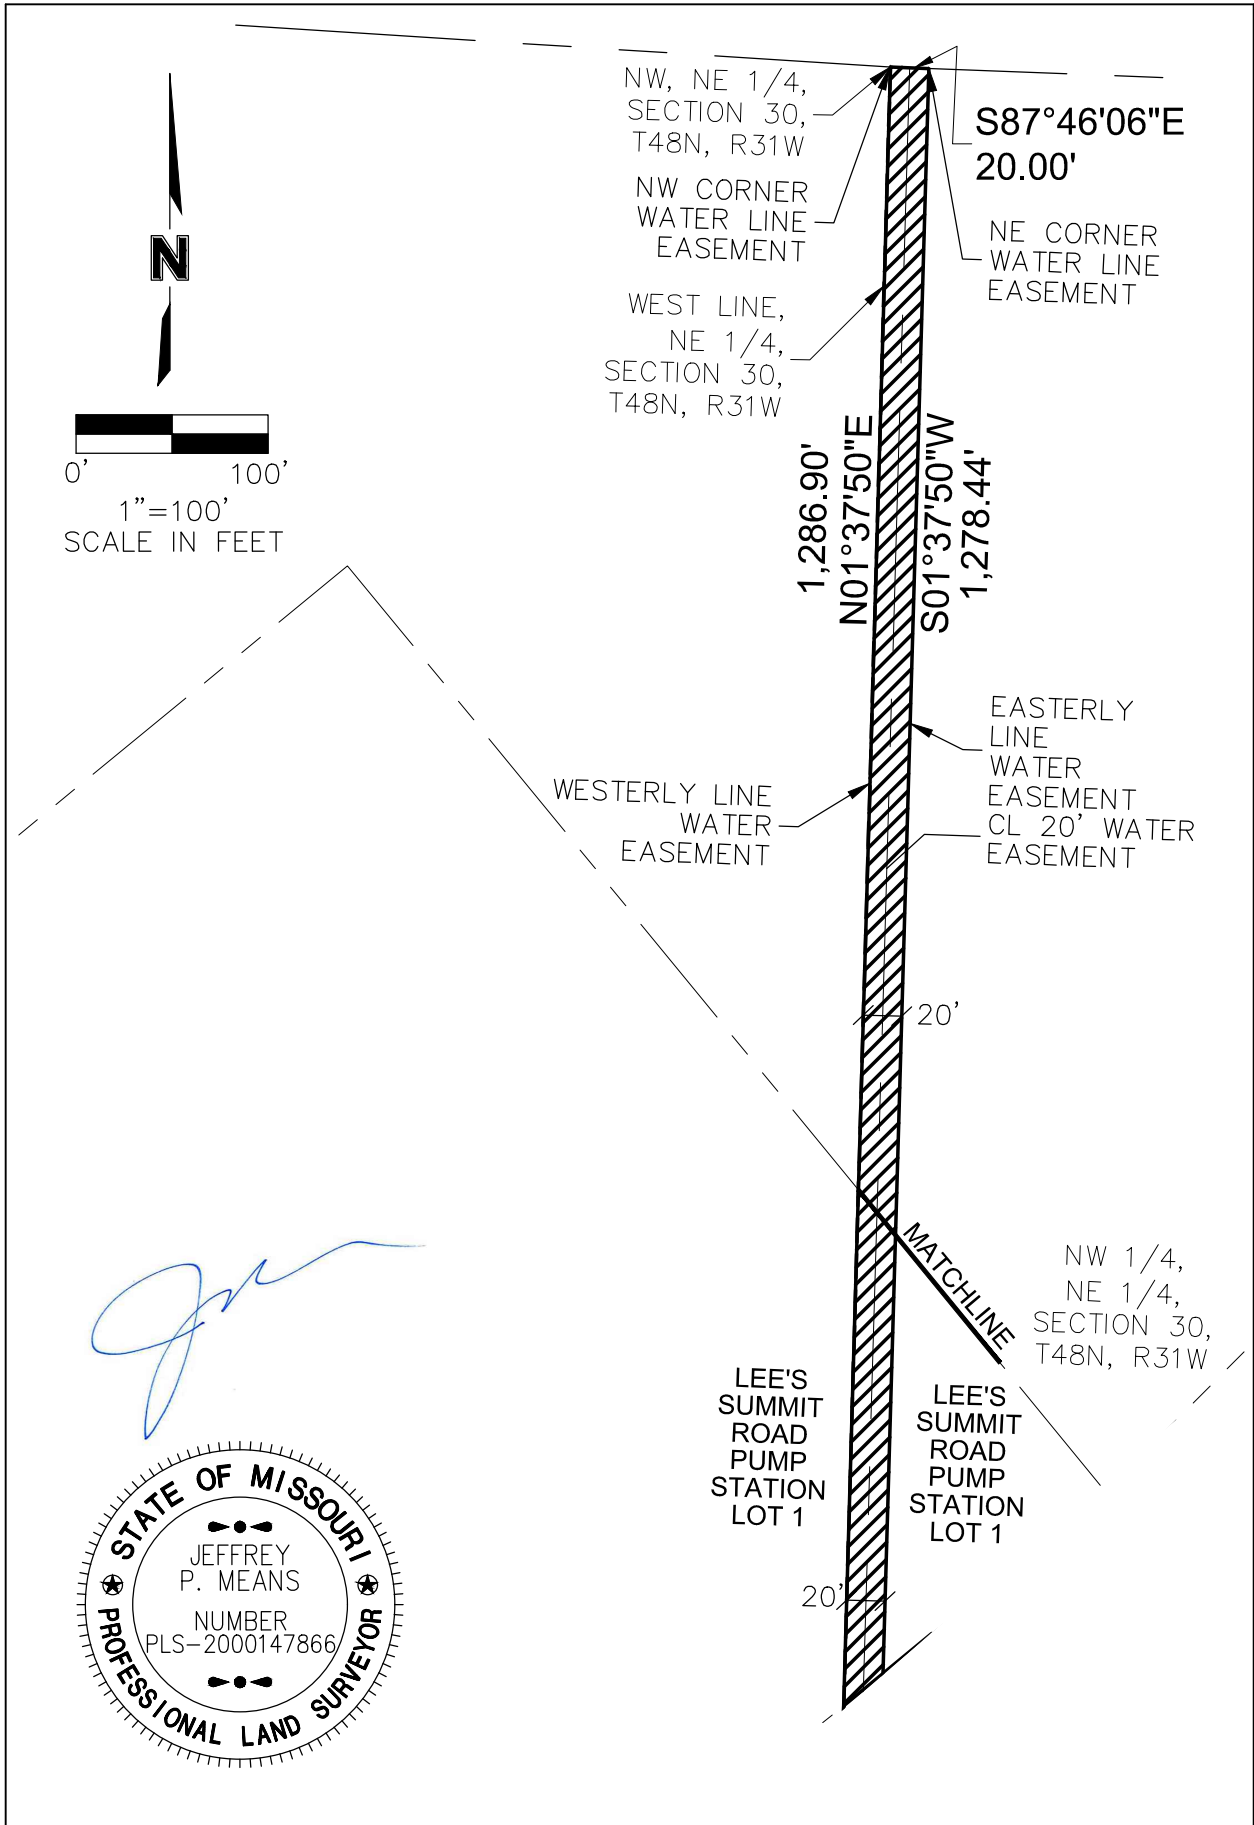 NW, NE 1/4,
SECTION 30,
T48N, R31W
S87°46'06"E
20.00'
NW CORNER
WATER LINE
EASEMENT
NE CORNER
WATER LINE
EASEMENT
N
WEST LINE,
NE 1/4,
SECTION 30,
T48N, R31W
0' 100'
1"=100'
SCALE IN FEET
1,286.90'
N01°37'50"E
S01°37'50"W
1,278.44'
EASTERLY
LINE
WATER
EASEMENT
CL 20' WATER
EASEMENT
WESTERLY LINE
WATER
EASEMENT
20'
MATCHLINE
NW 1/4,
NE 1/4,
SECTION 30,
T48N, R31W
LEE'S
SUMMIT
ROAD
PUMP
STATION
LOT 1
LEE'S
SUMMIT
ROAD
PUMP
STATION
LOT 1
20'
STATE OF MISSOURI
JEFFREY
P. MEANS
NUMBER
PLS-2000147866
PROFESSIONAL LAND SURVEYOR